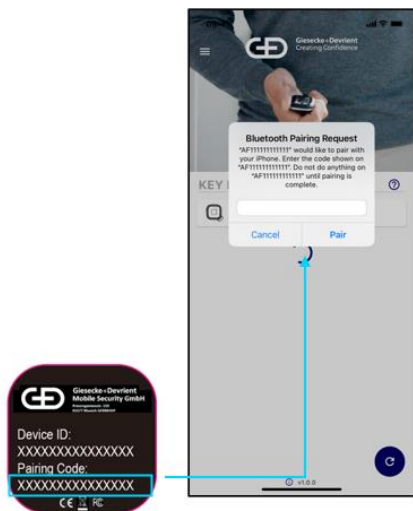 Giesecke+Devrient
Creating Confidence
Bluetooth Pairing Request
"AF111111111111" would like to pair with
your iPhone. Enter the code shown on
"AF111111111111". Do not do anything on
"AF111111111111" until pairing is
complete.
KEY
Cancel
Pair
v1.0.0
Giesecke+Devrient
Mobile Security GmbH
Device ID:
XXXXXXXXXXXXXXX
Pairing Code:
XXXXXXXXXXXXXXX
CE